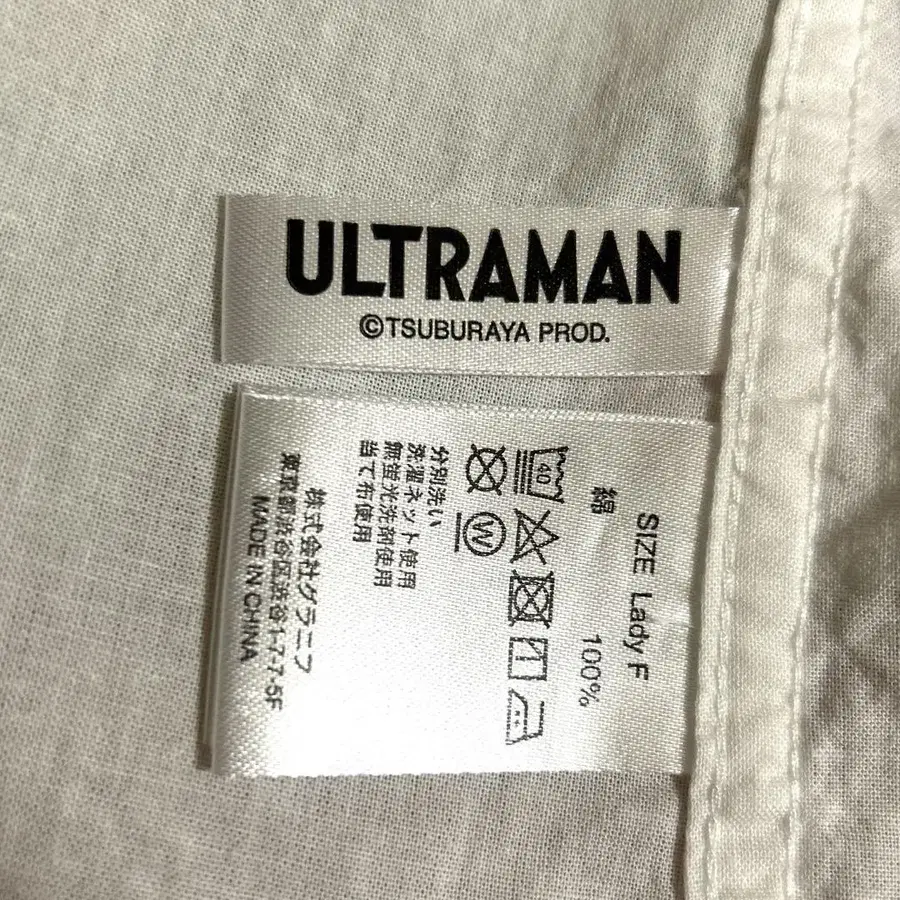 ULTRAMAN
©TSUBURAYA PROD.
SIZE Lady F
綿 100%
40
W
分別洗い
洗濯ネット使用
無蛍光洗剤使用
当て布使用
株式会社グラニフ
東京都渋谷区渋谷1-7-7-5F
MADE IN CHINA